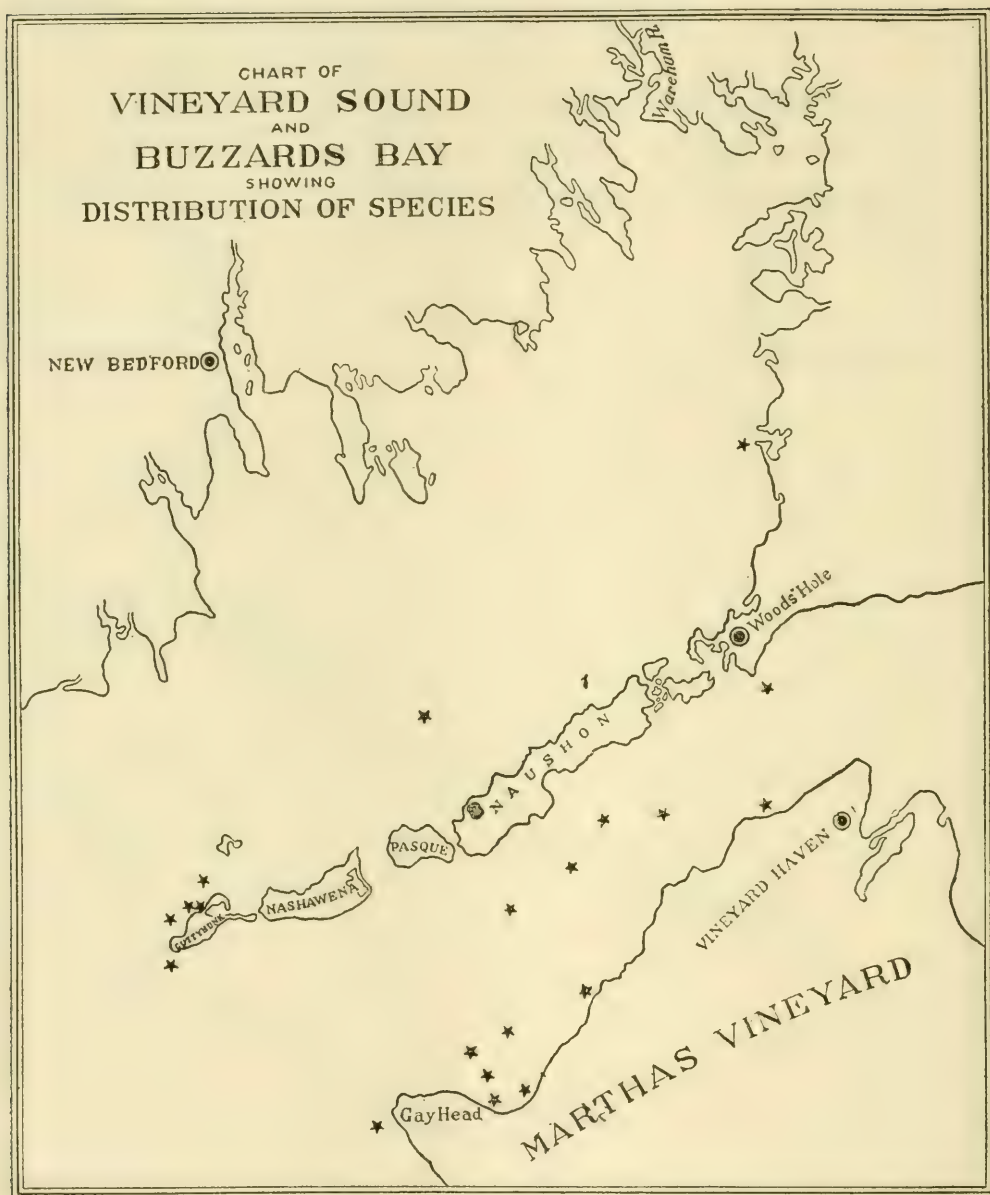 CHART OF
VINEYARD SOUND
AND
BUZZARDS BAY
SHOWING
DISTRIBUTION OF SPECIES
Wareham R.
NEW BEDFORD
Woods Hole
NAUSHON
PASQUE
NASHAWENA
CUTTYHUNK
VINEYARD HAVEN
MARTHAS VINEYARD
Gay Head